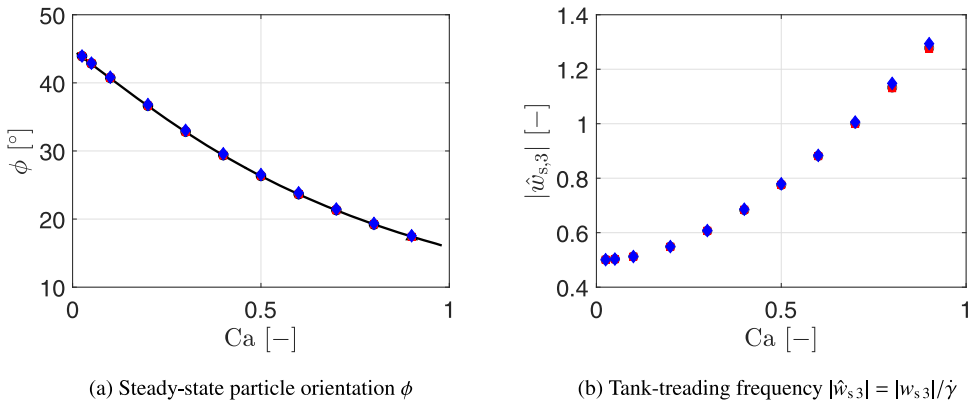 50
40
30
20
10
ϕ [°]
0
0.5
1
Ca [−]
(a) Steady-state particle orientation ϕ
1.4
1.2
1
0.8
0.6
0.4
|ŵs,3| [−]
0
0.5
1
Ca [−]
(b) Tank-treading frequency |ŵs 3| = |ws 3|/γ̇